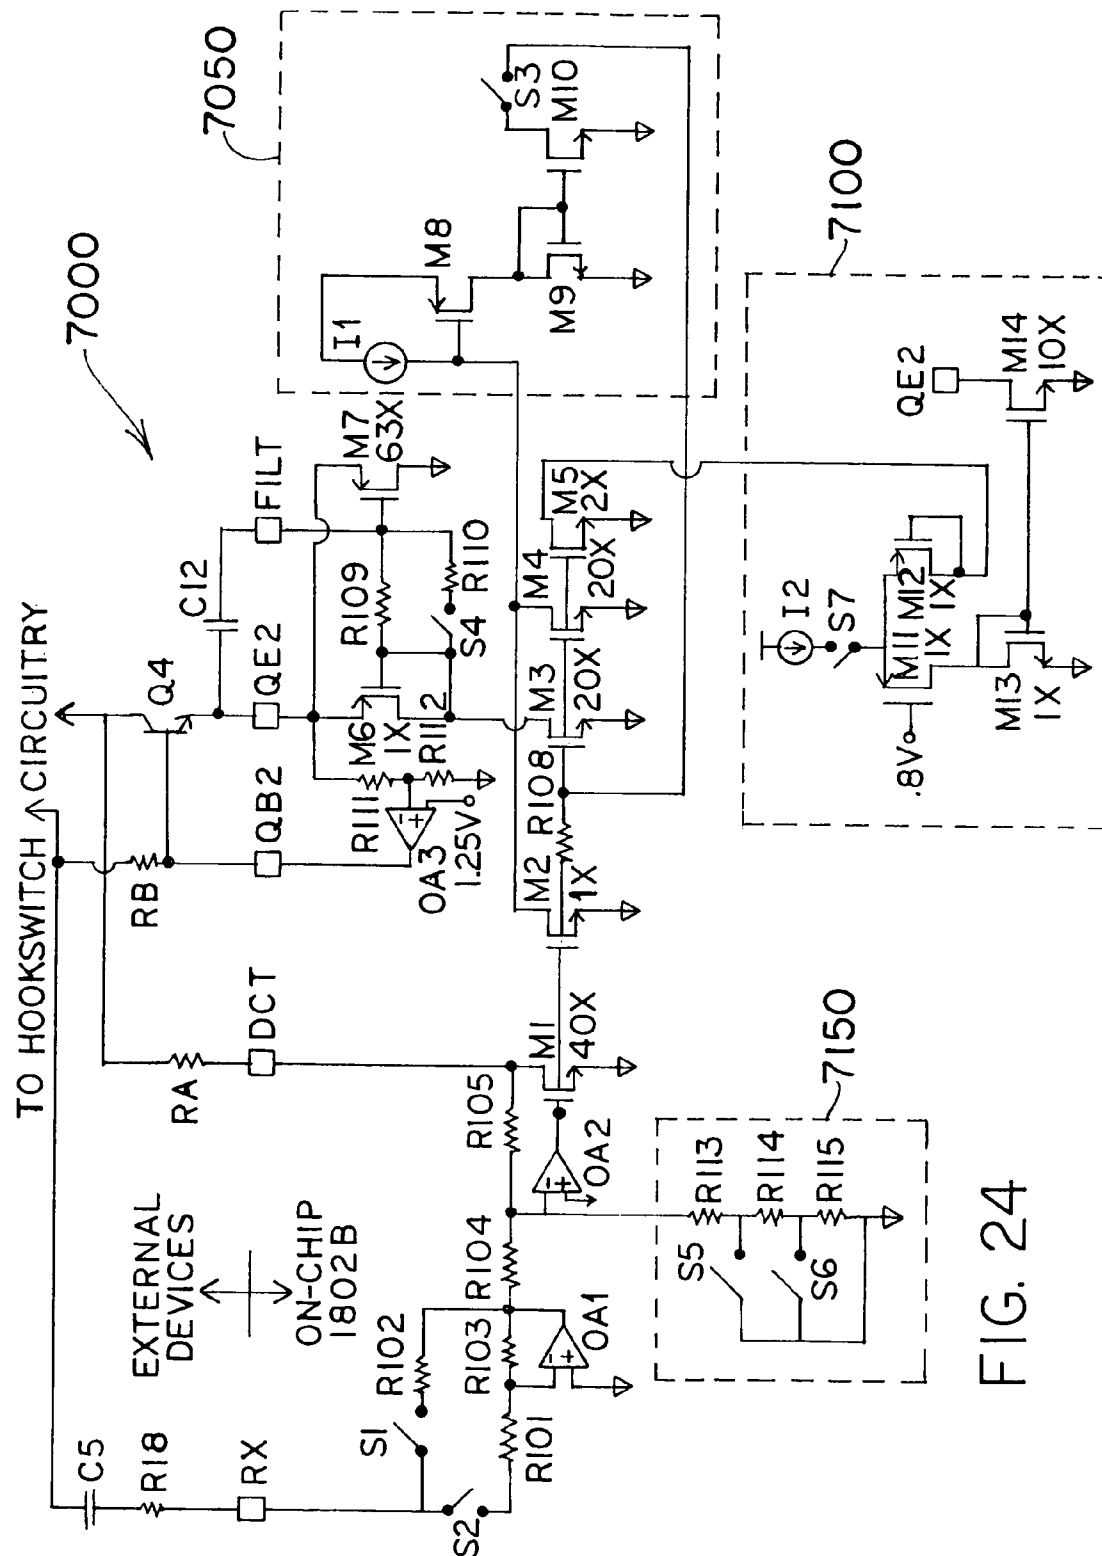 TO HOOKSWITCH CIRCUITRY
7000
7050
EXTERNAL
DEVICES
ON-CHIP
1802B
C5
R18
RX
S1
S2
R101
R102
R103
OA1
R104
R105
RA
DCT
RB
QB2
Q4
QE2
C12
FILT
OA2
M1
40X
M2
1X
R108
OA3
1.25V
R111
R112
M6
1X
R109
S4
R110
M7
63X
M3
20X
M4
20X
M5
2X
I1
M8
M9
M10
S3
7100
I2
S7
.8V
M11
1X
M12
1X
M13
1X
QE2
M14
10X
7150
S5
S6
R113
R114
R115
FIG. 24